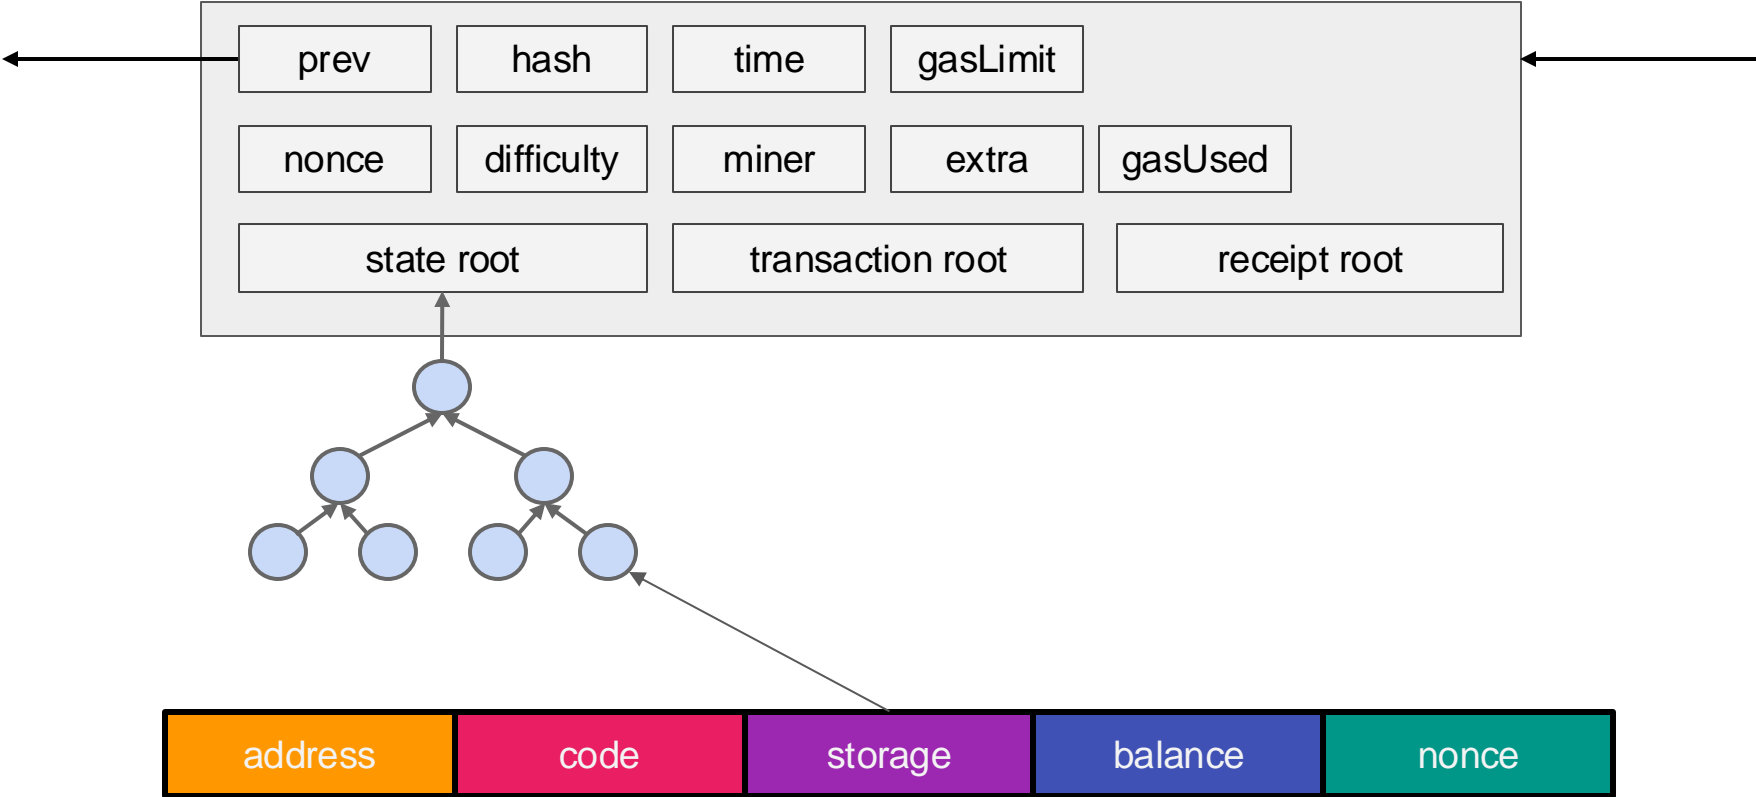 prev hash time gasLimit
nonce difficulty miner extra gasUsed
state root transaction root receipt root
address code storage balance nonce